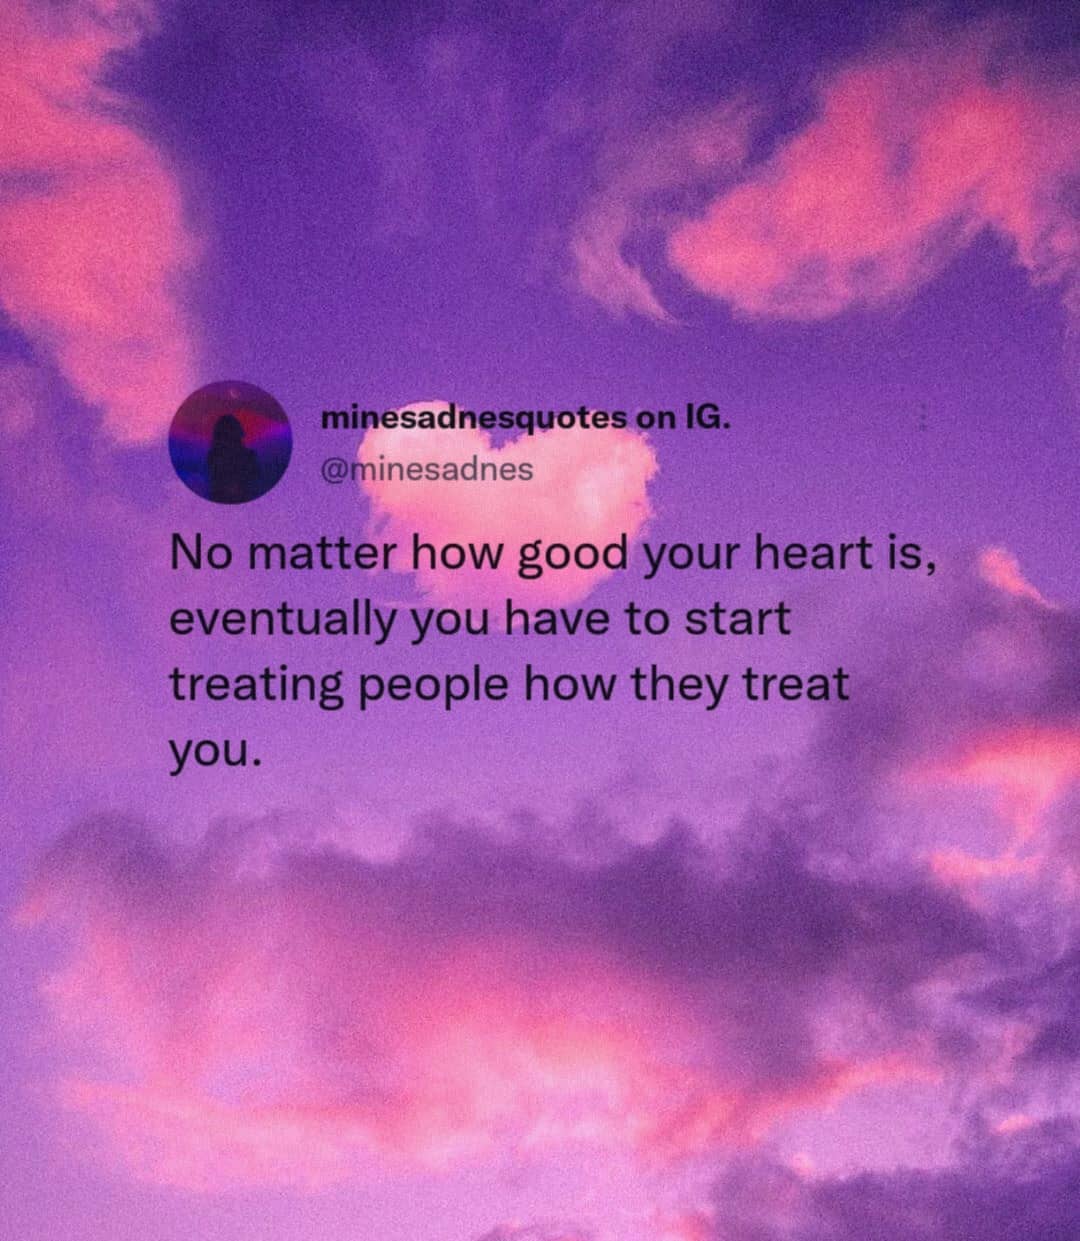 minesadnesquotes on IG.
@minesadnes
No matter how good your heart is,
eventually you have to start
treating people how they treat
you.